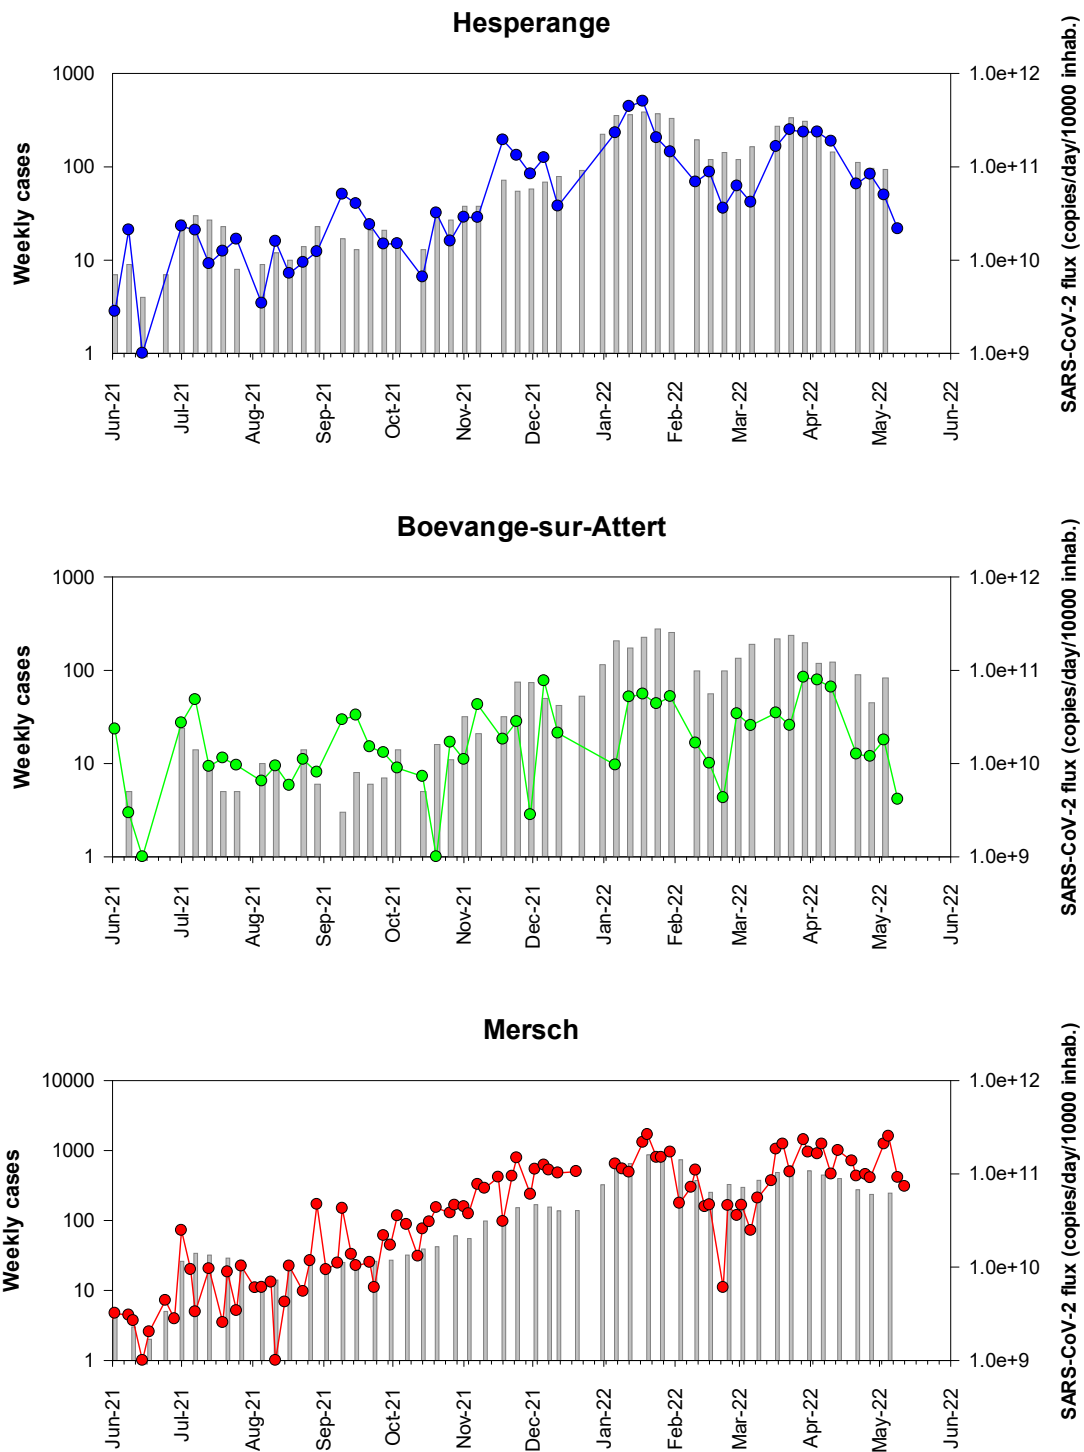 Hesperange
Weekly cases
1000
100
10
1
1.0e+12
1.0e+11
1.0e+10
1.0e+9
SARS-CoV-2 flux (copies/day/10000 inhab.)
Jun-21
Jul-21
Aug-21
Sep-21
Oct-21
Nov-21
Dec-21
Jan-22
Feb-22
Mar-22
Apr-22
May-22
Jun-22
Boevange-sur-Attert
Weekly cases
1000
100
10
1
1.0e+12
1.0e+11
1.0e+10
1.0e+9
SARS-CoV-2 flux (copies/day/10000 inhab.)
Jun-21
Jul-21
Aug-21
Sep-21
Oct-21
Nov-21
Dec-21
Jan-22
Feb-22
Mar-22
Apr-22
May-22
Jun-22
Mersch
Weekly cases
10000
1000
100
10
1
1.0e+12
1.0e+11
1.0e+10
1.0e+9
SARS-CoV-2 flux (copies/day/10000 inhab.)
Jun-21
Jul-21
Aug-21
Sep-21
Oct-21
Nov-21
Dec-21
Jan-22
Feb-22
Mar-22
Apr-22
May-22
Jun-22